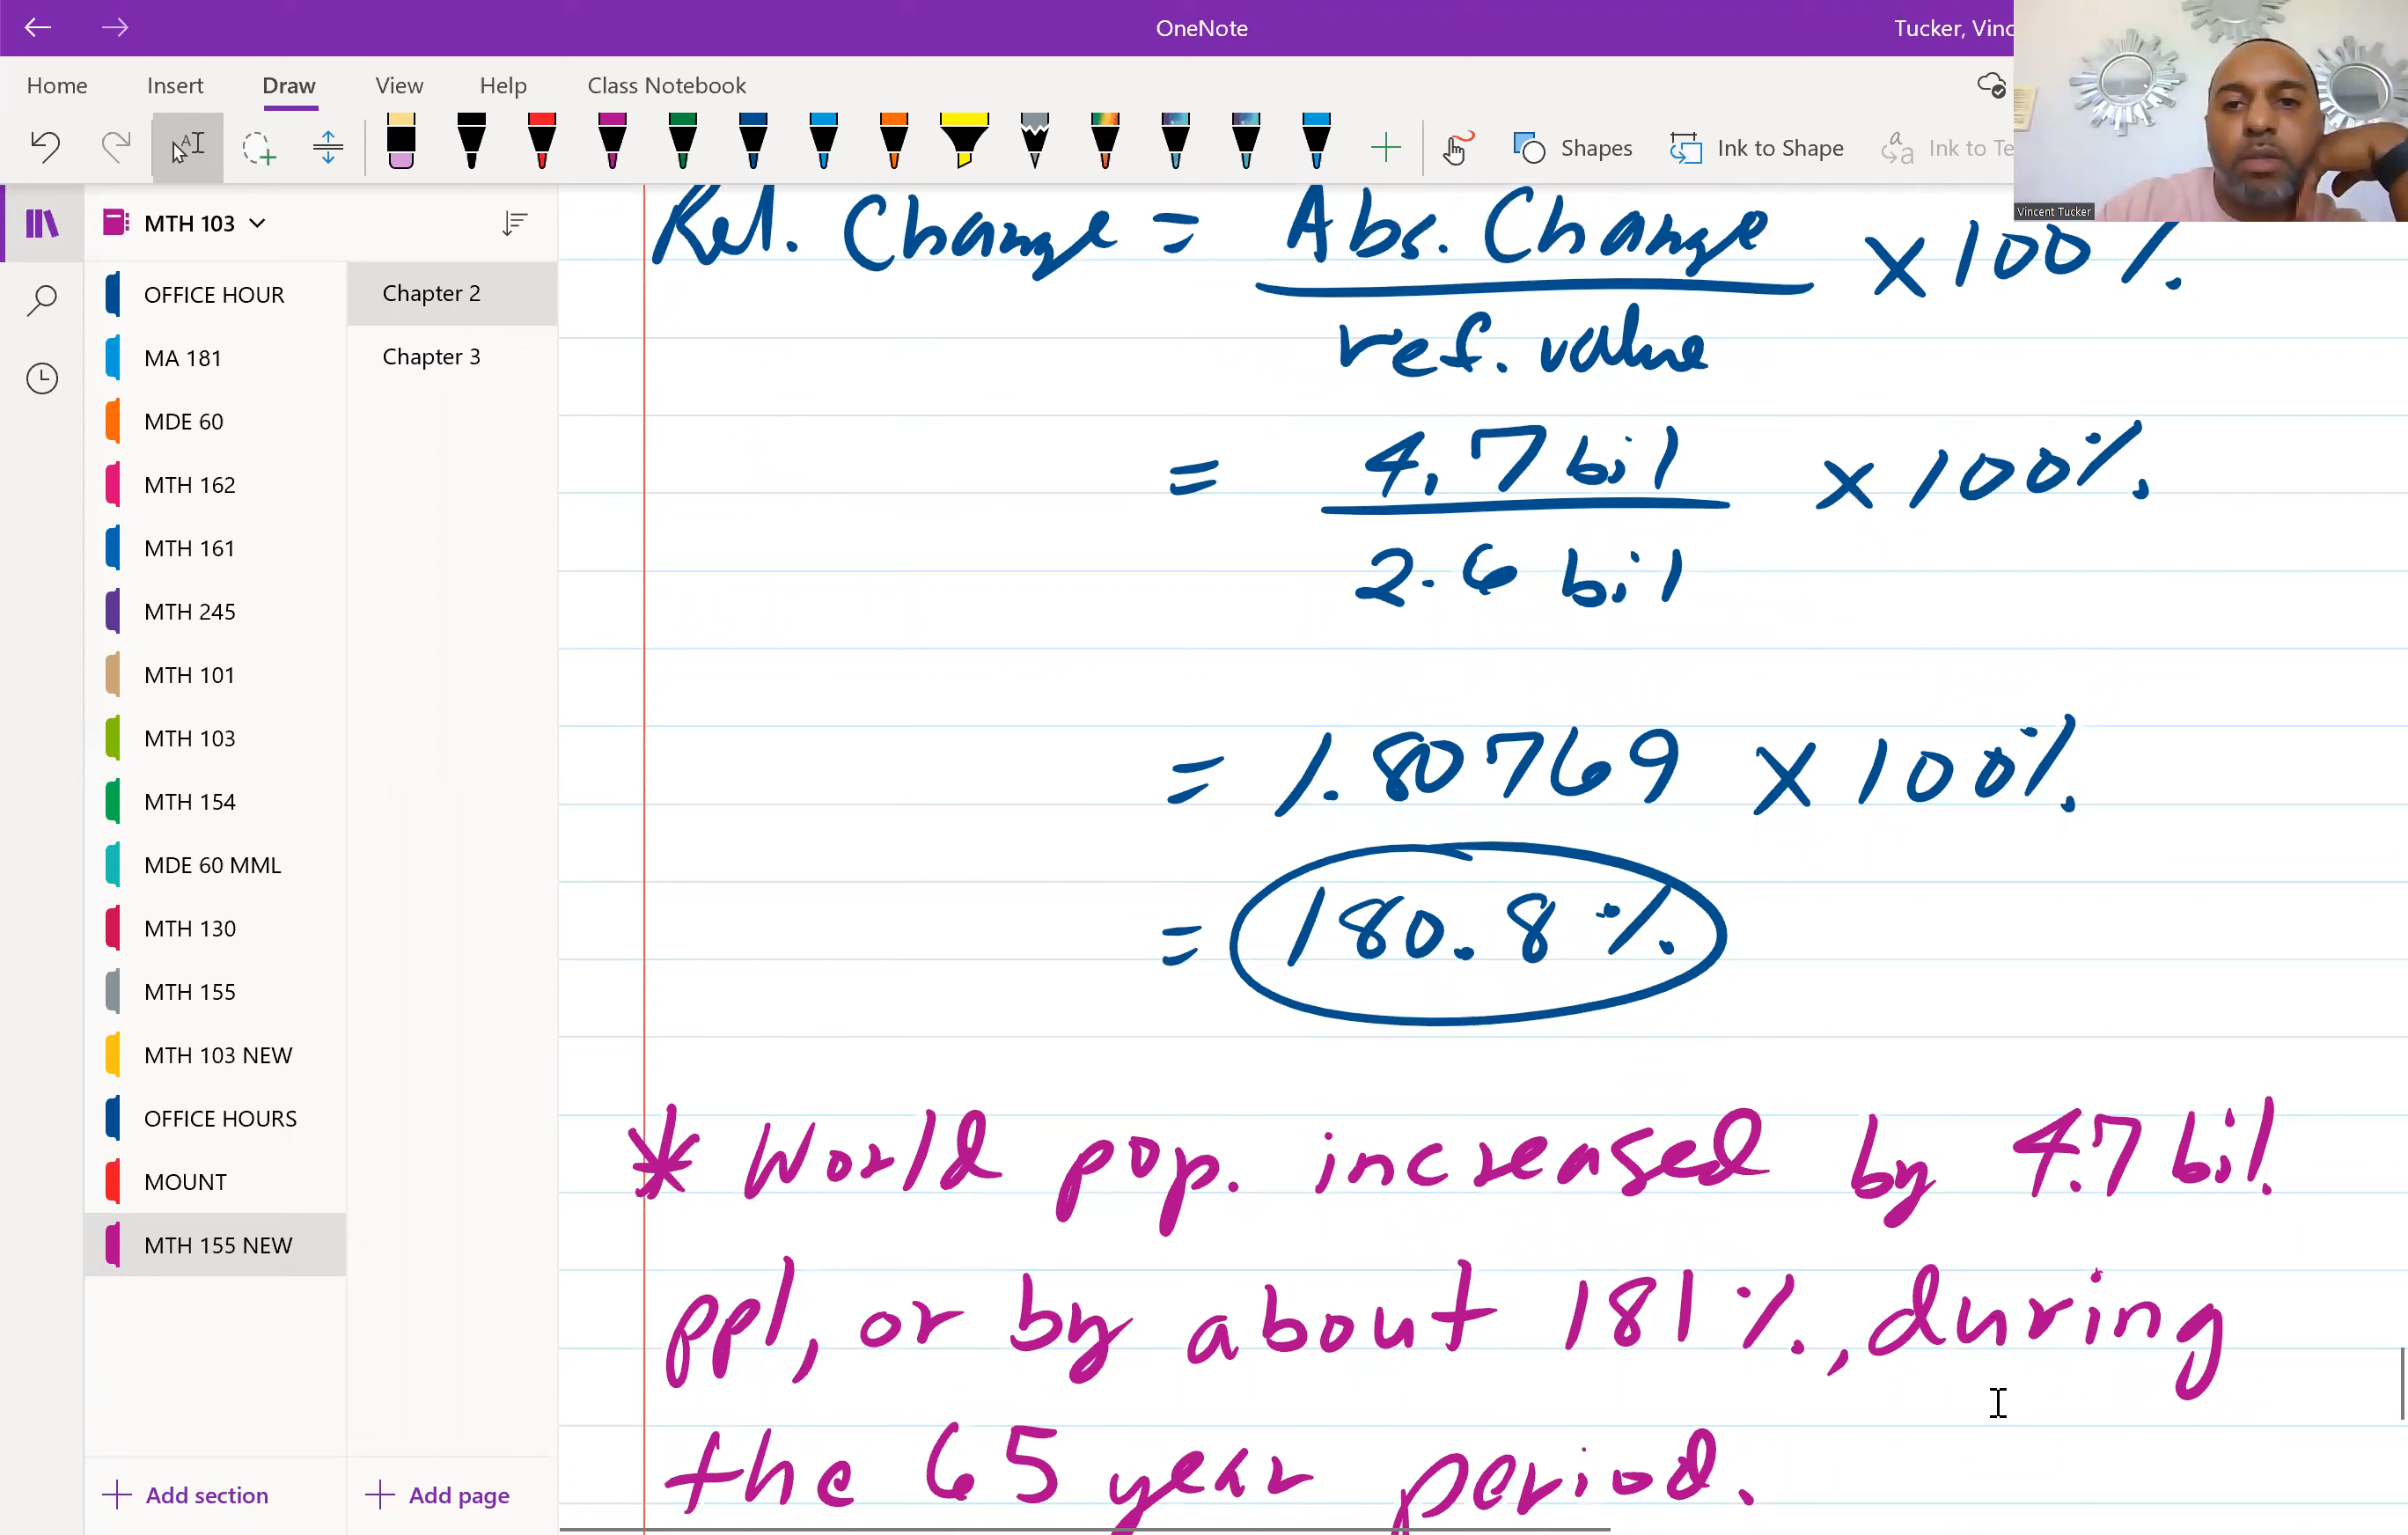 OneNote
Tucker, Vinc
Home Insert Draw View Help Class Notebook
Shapes Ink to Shape Ink to Te
Vincent Tucker
MTH 103
OFFICE HOUR
MA 181
MDE 60
MTH 162
MTH 161
MTH 245
MTH 101
MTH 103
MTH 154
MDE 60 MML
MTH 130
MTH 155
MTH 103 NEW
OFFICE HOURS
MOUNT
MTH 155 NEW
Add section
Chapter 2
Chapter 3
Add page
Rel. Change = Abs. Change / ref. value × 100%
= 4.7 bil / 2.6 bil × 100%
= 1.80769 × 100%
= 180.8%
* World pop. increased by 4.7 bil.
ppl, or by about 181%, during
the 65 year period.